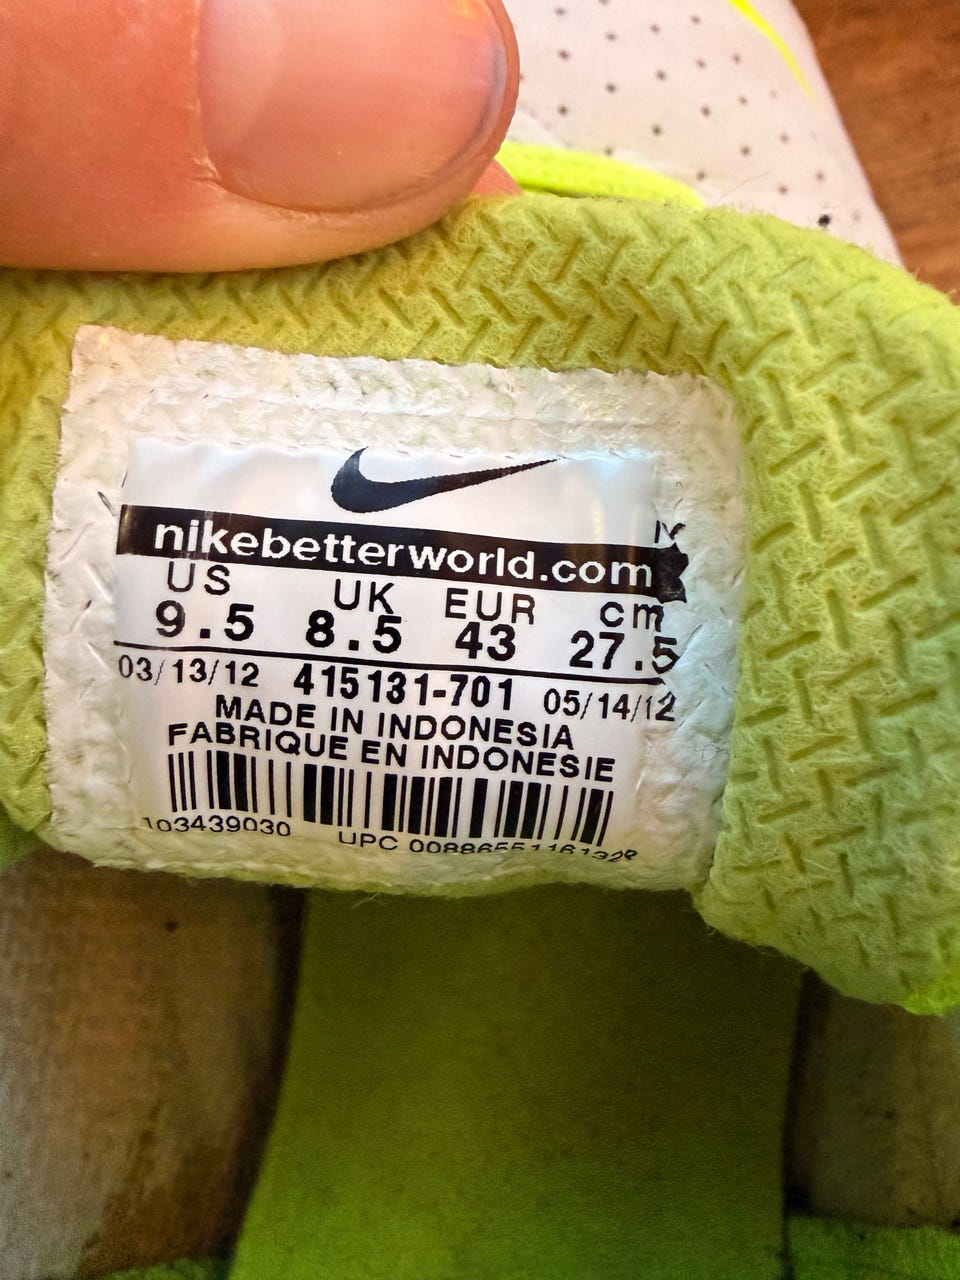 nikebetterworld.com
US UK EUR cm
9.5 8.5 43 27.5
03/13/12 415131-701 05/14/12
MADE IN INDONESIA
FABRIQUE EN INDONESIE
103439030 UPC